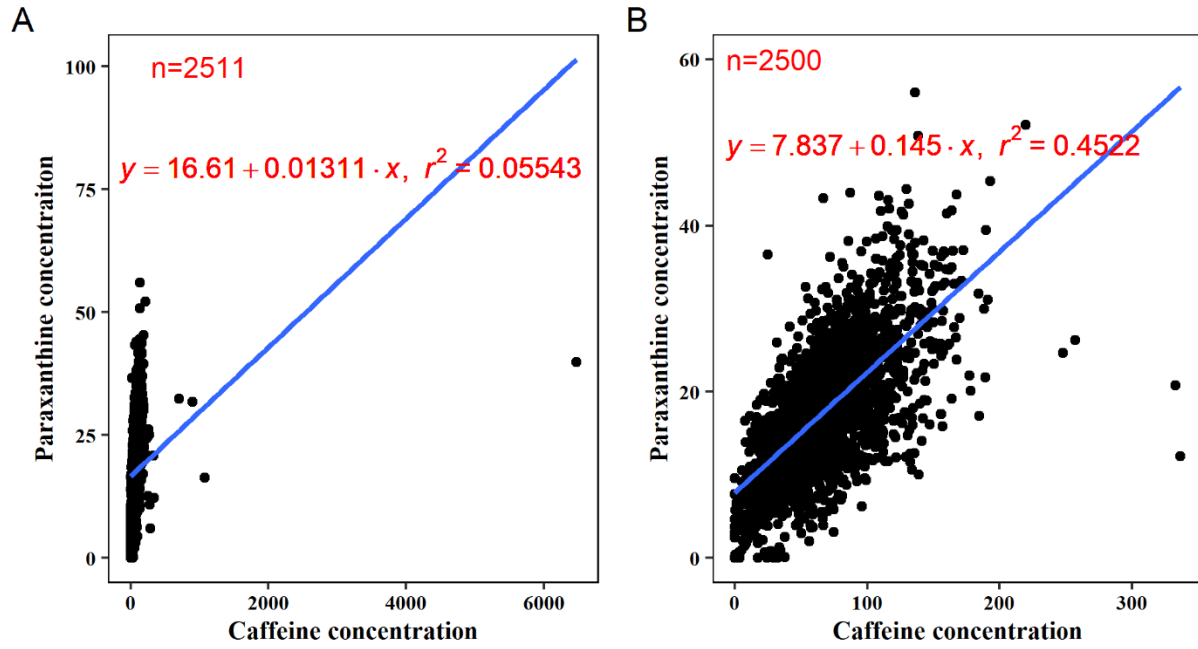 A
n=2511
y = 16.61 + 0.01311 · x, r² = 0.05543
100
75
50
25
0
0 2000 4000 6000
Paraxanthine concentraiton
Caffeine concentration
B
n=2500
y = 7.837 + 0.145 · x, r² = 0.4522
60
40
20
0
0 100 200 300
Paraxanthine concentraiton
Caffeine concentration